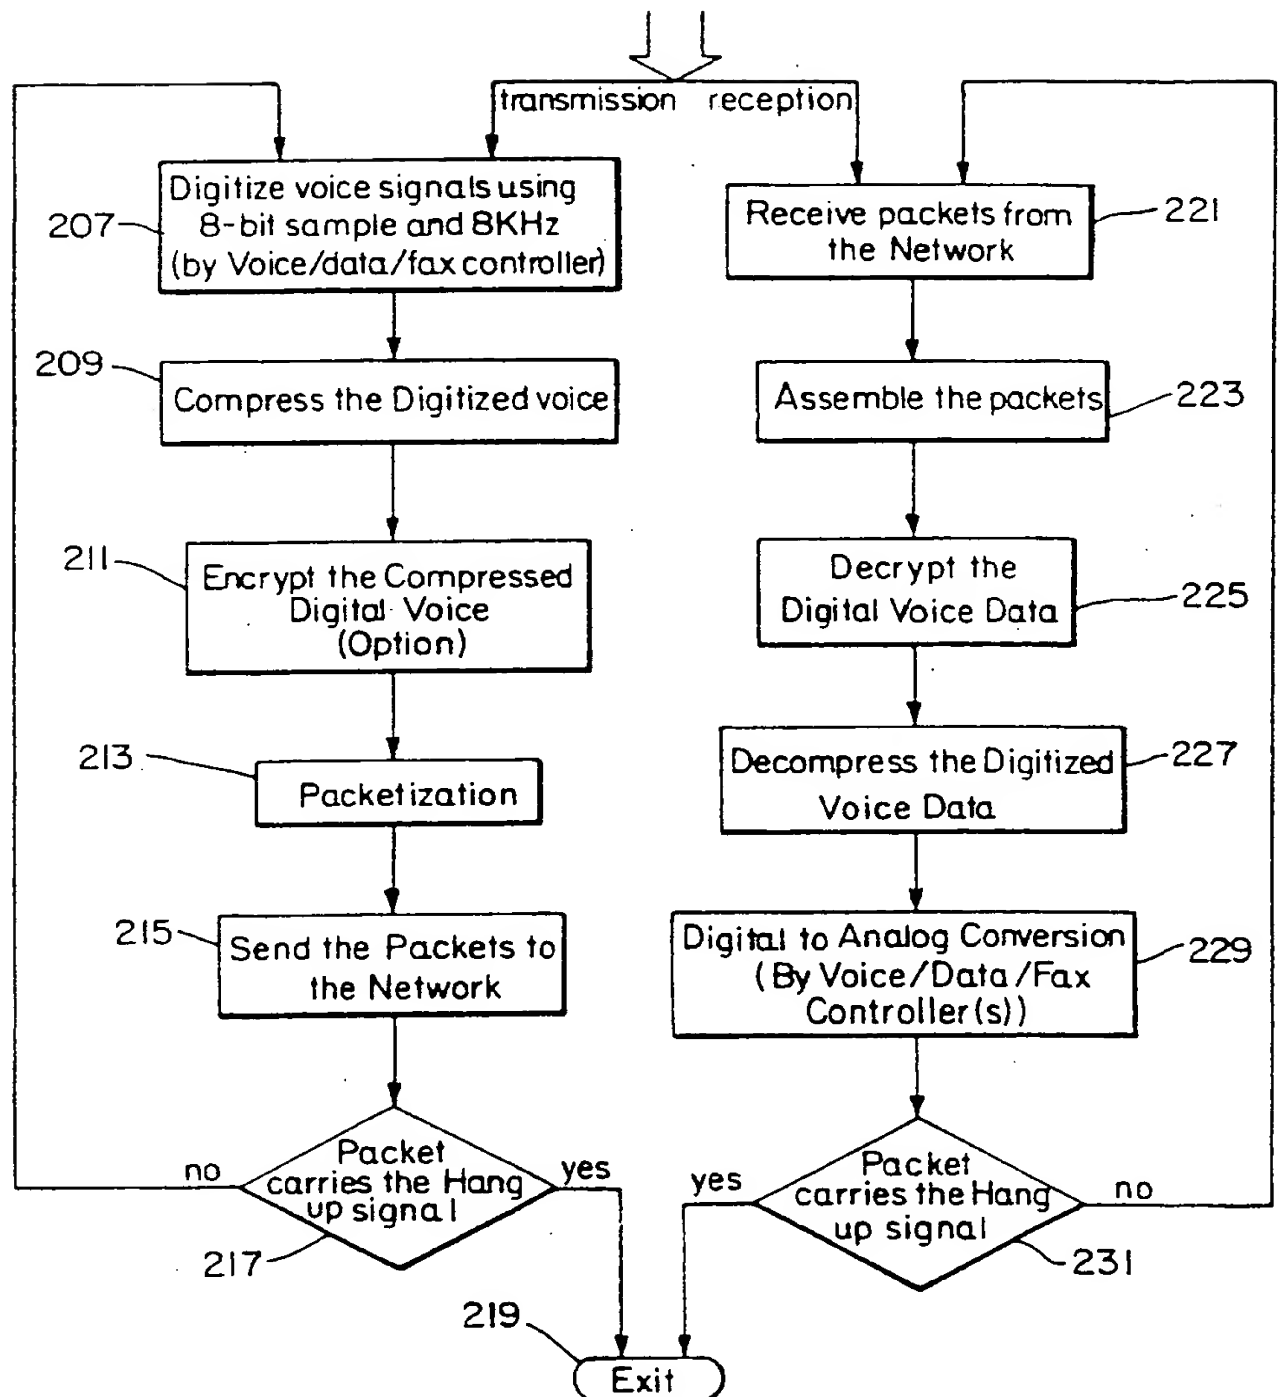 transmission reception
Digitize voice signals using
8-bit sample and 8KHz
(by Voice/data/fax controller)
207
Compress the Digitized voice
209
Encrypt the Compressed
Digital Voice
(Option)
211
Packetization
213
Send the Packets to
the Network
215
Packet
carries the Hang
up signal
no
yes
217
Receive packets from
the Network
221
Assemble the packets
223
Decrypt the
Digital Voice Data
225
Decompress the Digitized
Voice Data
227
Digital to Analog Conversion
(By Voice/Data/Fax
Controller(s))
229
Packet
carries the Hang
up signal
yes
no
231
219
Exit